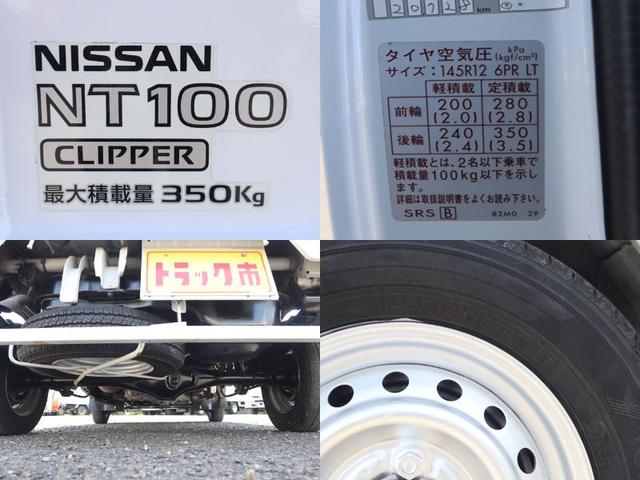 NISSAN
NT100
CLIPPER
最大積載量 350Kg
km
タイヤ空気圧 kPa (kgf/cm²)
サイズ：145R12 6PR LT
軽積載 定積載
前輪 200 (2.0) 280 (2.8)
後輪 240 (2.4) 350 (3.5)
軽積載とは、2名以下乗車で
積載量100kg以下を示し
ます。
詳細は取扱説明書をよくお読み下さい。
SRS B 82M0 29
トラック市
LT